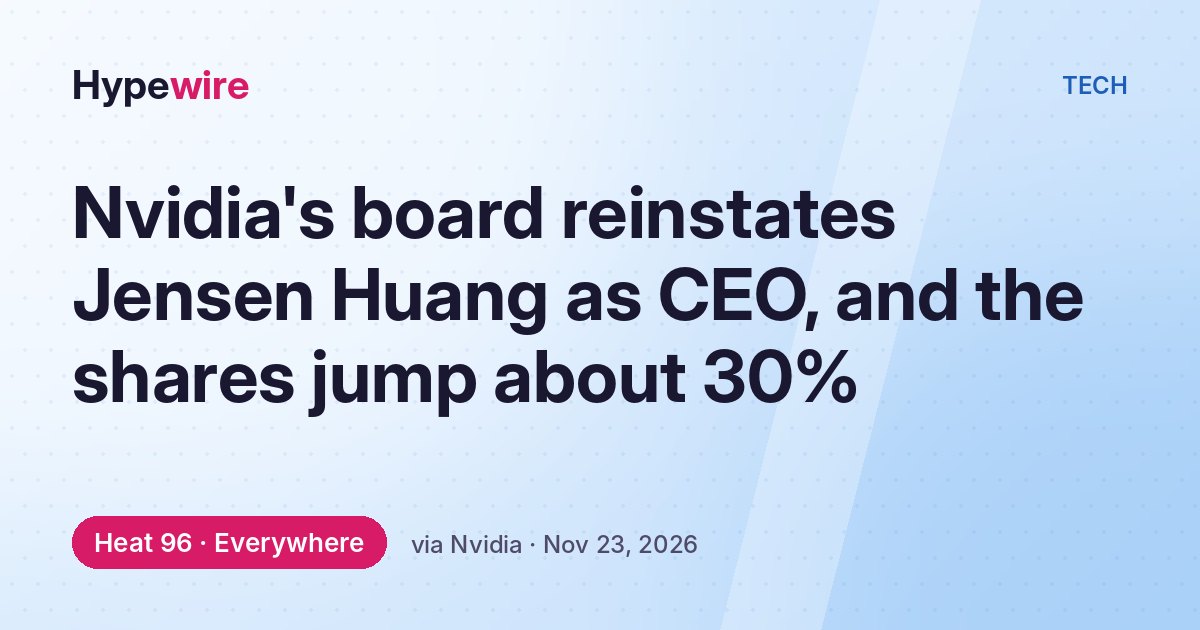 Hypewire
TECH
Nvidia's board reinstates
Jensen Huang as CEO, and the
shares jump about 30%
Heat 96 · Everywhere
via Nvidia · Nov 23, 2026